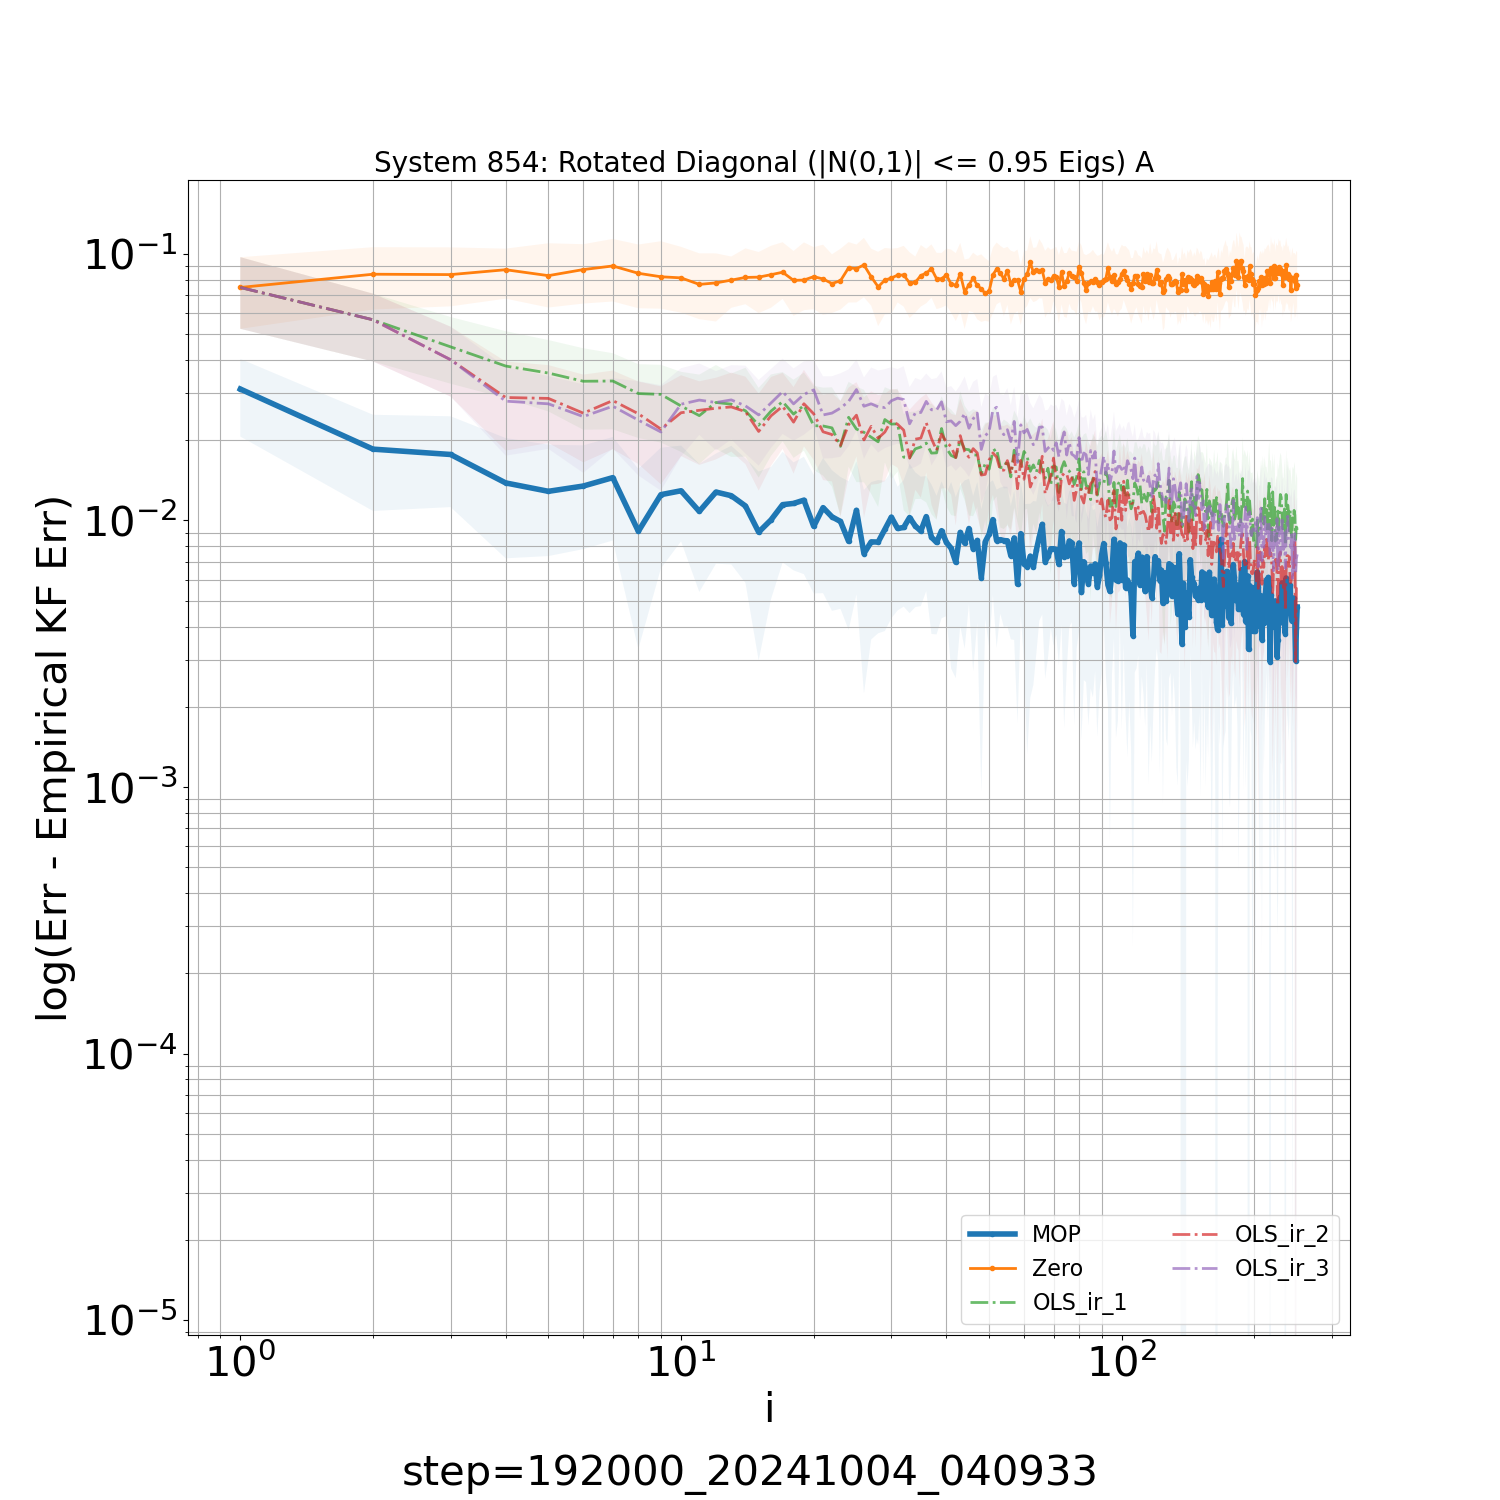 System 854: Rotated Diagonal (|N(0,1)| <= 0.95 Eigs) A
log(Err - Empirical KF Err)
10⁻¹
10⁻²
10⁻³
10⁻⁴
10⁻⁵
MOP
Zero
OLS_ir_1
OLS_ir_2
OLS_ir_3
10⁰ 10¹ 10²
i
step=192000_20241004_040933